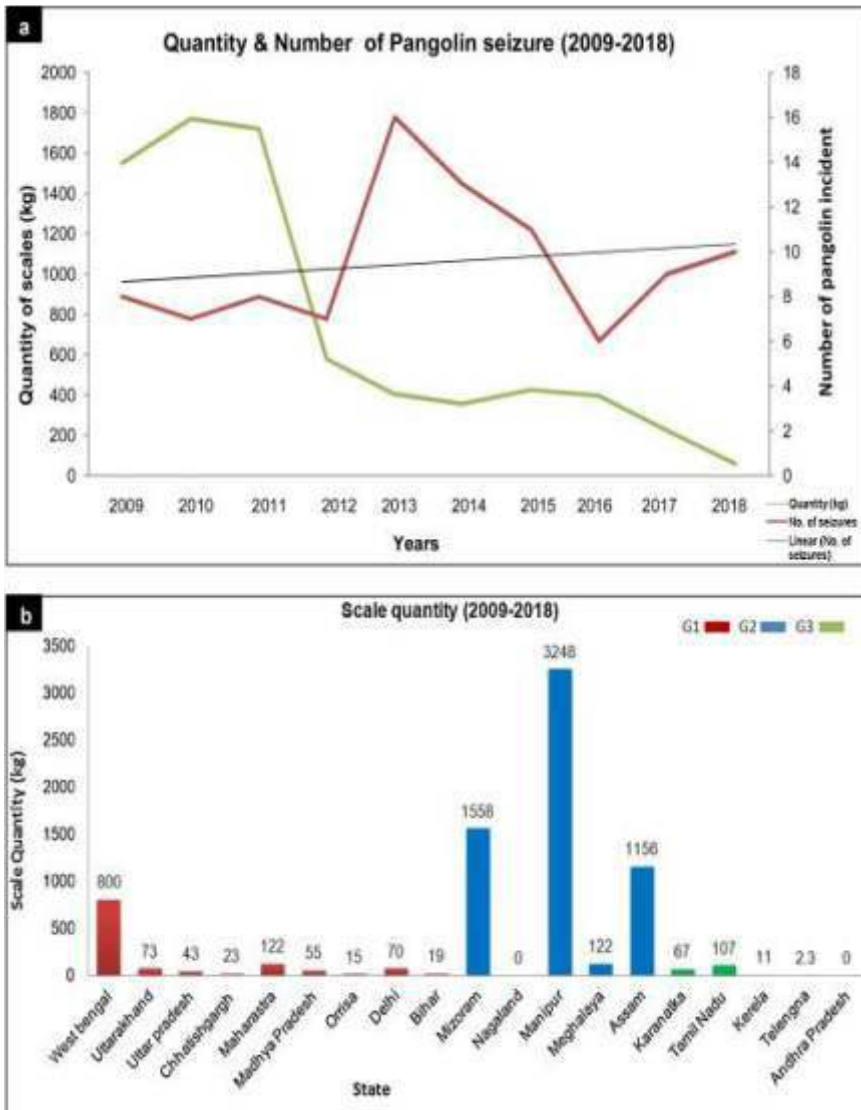 a
Quantity & Number of Pangolin seizure (2009-2018)
2000
1800
1600
1400
1200
1000
800
600
400
200
0
Quantity of scales (kg)
18
16
14
12
10
8
6
4
2
0
Number of pangolin incident
2009 2010 2011 2012 2013 2014 2015 2016 2017 2018
Years
Quantity (kg)
No. of seizures
Linear (No. of
seizures)
b
Scale quantity (2009-2018)
G1 G2 G3
3500
3000
2500
2000
1500
1000
500
0
Scale Quantity (kg)
800 73 43 23 122 55 15 70 19 1558 0 3248 122 1156 67 107 11 2.3 0
West bengal
Uttarakhand
Uttar pradesh
Chhatishgargh
Maharastra
Madhya Pradesh
Orrisa
Delhi
Bihar
Mizoram
Nagaland
Manipur
Meghalaya
Assam
Karanatka
Tamil Nadu
Kerela
Telengna
Andhra Pradesh
State